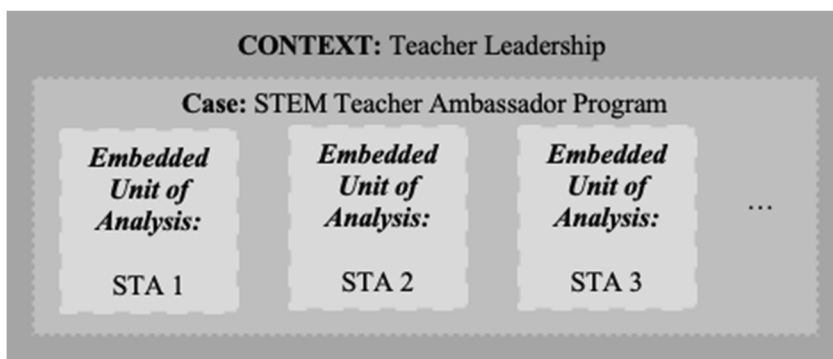 CONTEXT: Teacher Leadership
Case: STEM Teacher Ambassador Program
Embedded
Unit of
Analysis:
STA 1
Embedded
Unit of
Analysis:
STA 2
Embedded
Unit of
Analysis:
STA 3
...